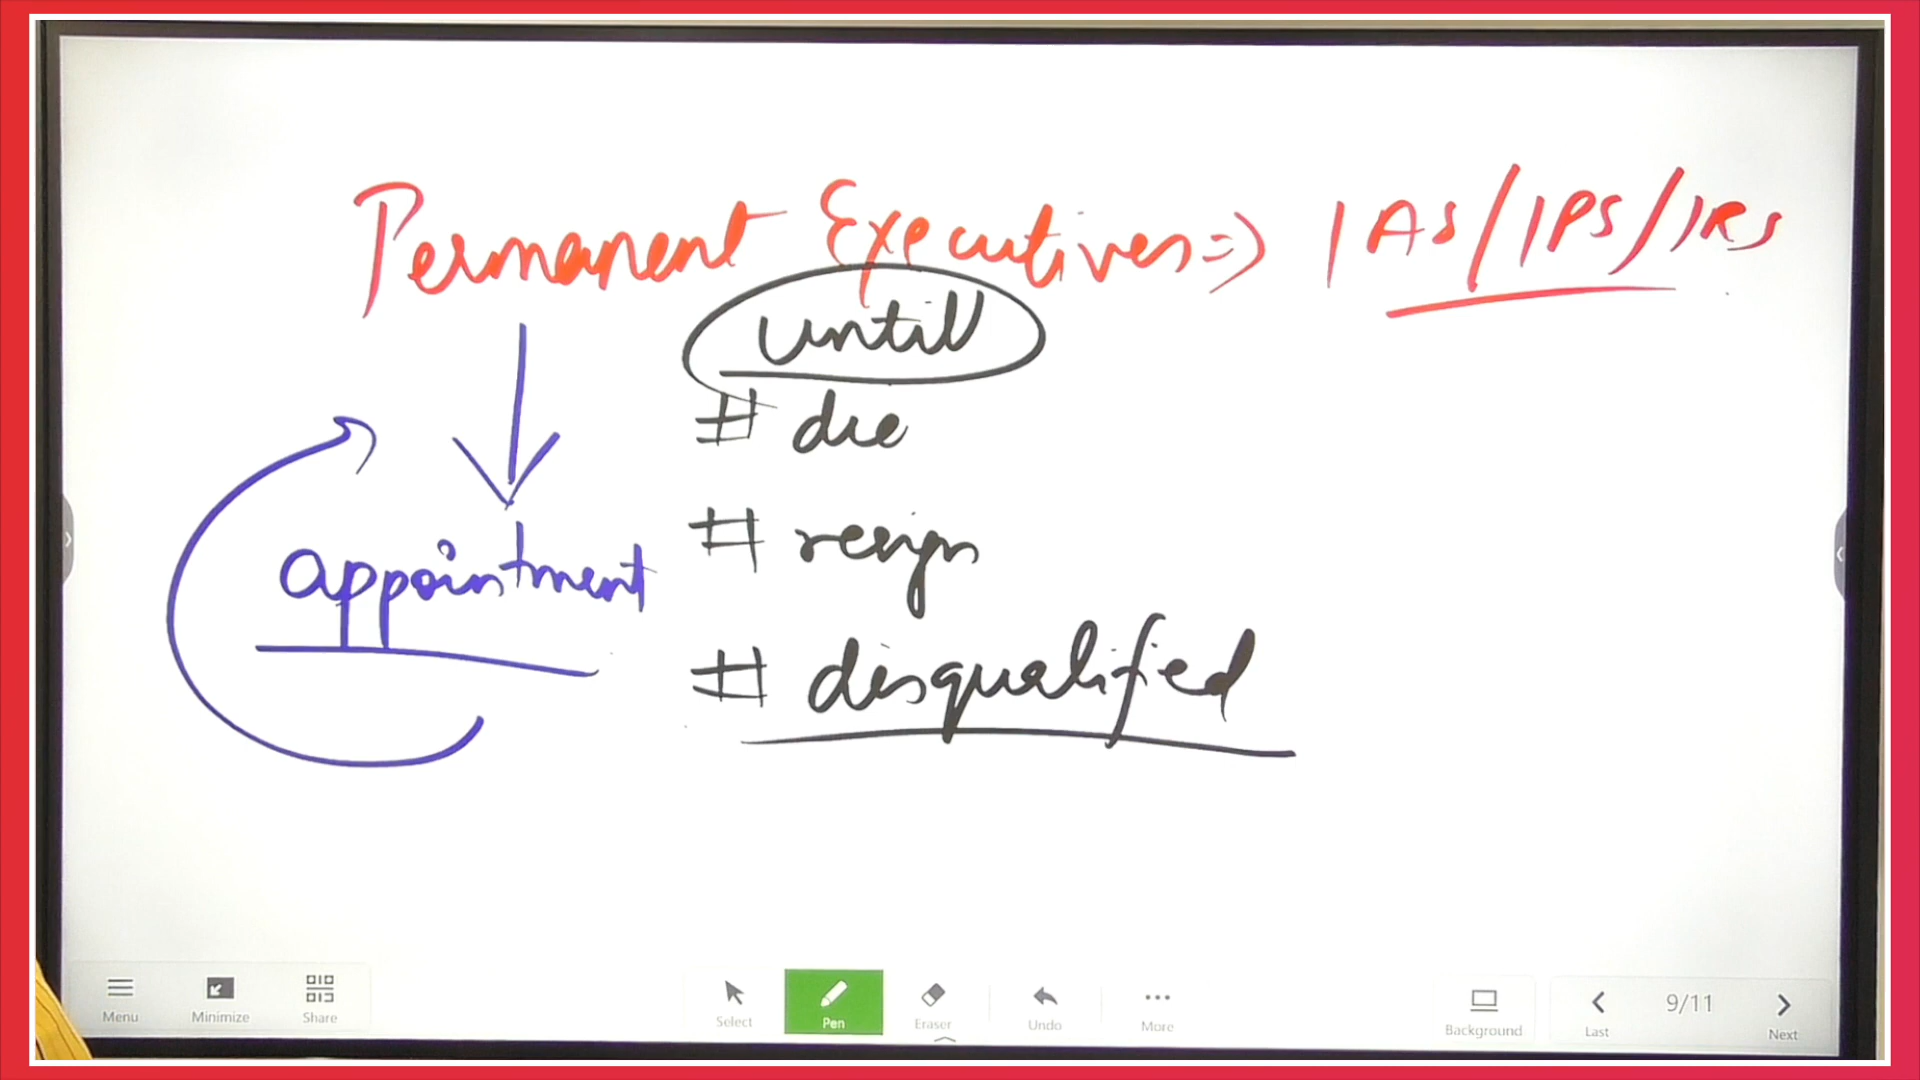 Permanent Executives => IAS/IPS/IRS
untill
# die
# resign
appointment
# disqualified
Menu
Minimize
Share
Select
Pen
Eraser
Undo
More
Background
Last
9/11
Next